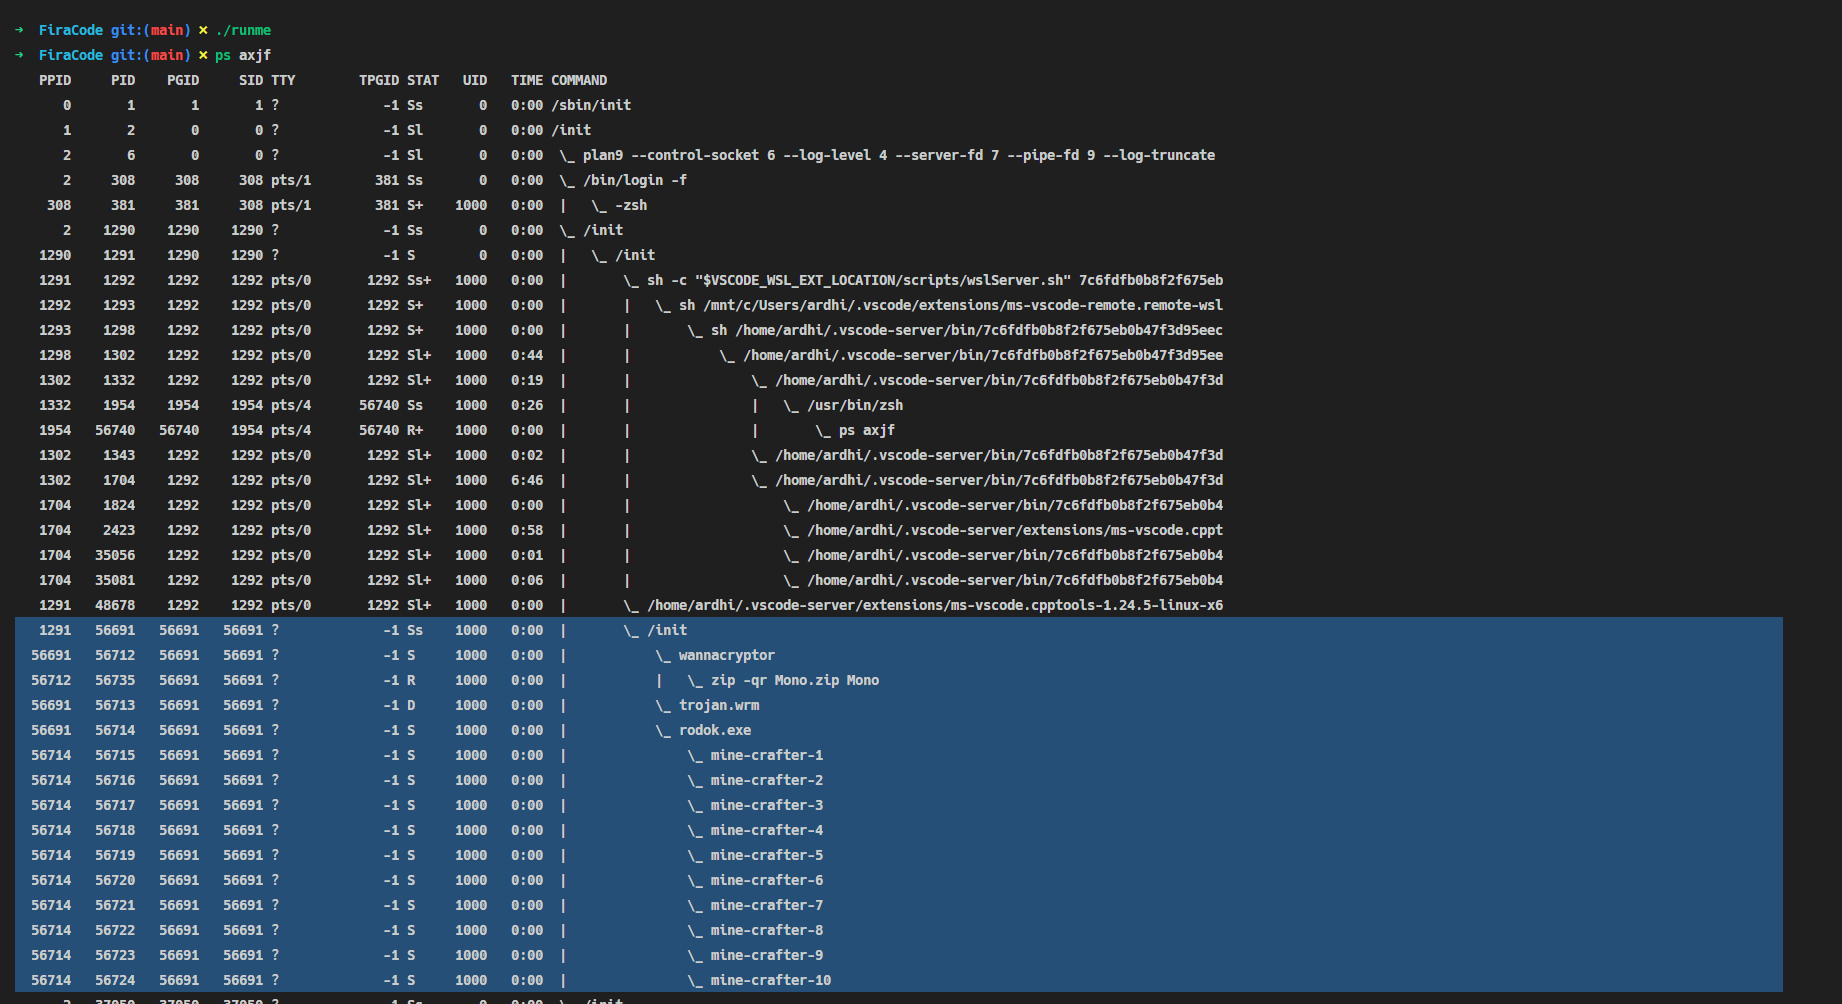 ➜  FiraCode git:(main) ✗ ./runme
➜  FiraCode git:(main) ✗ ps axjf
   PPID     PID    PGID     SID TTY        TPGID STAT   UID   TIME COMMAND
      0       1       1       1 ?             -1 Ss       0   0:00 /sbin/init
      1       2       0       0 ?             -1 Sl       0   0:00 /init
      2       6       0       0 ?             -1 Sl       0   0:00  \_ plan9 --control-socket 6 --log-level 4 --server-fd 7 --pipe-fd 9 --log-truncate
      2     308     308     308 pts/1        381 Ss       0   0:00  \_ /bin/login -f
    308     381     381     308 pts/1        381 S+    1000   0:00  |   \_ -zsh
      2    1290    1290    1290 ?             -1 Ss       0   0:00  \_ /init
   1290    1291    1290    1290 ?             -1 S        0   0:00  |   \_ /init
   1291    1292    1292    1292 pts/0       1292 Ss+   1000   0:00  |       \_ sh -c "$VSCODE_WSL_EXT_LOCATION/scripts/wslServer.sh" 7c6fdfb0b8f2f675eb
   1292    1293    1292    1292 pts/0       1292 S+    1000   0:00  |       |   \_ sh /mnt/c/Users/ardhi/.vscode/extensions/ms-vscode-remote.remote-wsl
   1293    1298    1292    1292 pts/0       1292 S+    1000   0:00  |       |       \_ sh /home/ardhi/.vscode-server/bin/7c6fdfb0b8f2f675eb0b47f3d95eec
   1298    1302    1292    1292 pts/0       1292 Sl+   1000   0:44  |       |           \_ /home/ardhi/.vscode-server/bin/7c6fdfb0b8f2f675eb0b47f3d95ee
   1302    1332    1292    1292 pts/0       1292 Sl+   1000   0:19  |       |               \_ /home/ardhi/.vscode-server/bin/7c6fdfb0b8f2f675eb0b47f3d
   1332    1954    1954    1954 pts/4      56740 Ss    1000   0:26  |       |               |   \_ /usr/bin/zsh
   1954   56740   56740    1954 pts/4      56740 R+    1000   0:00  |       |               |       \_ ps axjf
   1302    1343    1292    1292 pts/0       1292 Sl+   1000   0:02  |       |               \_ /home/ardhi/.vscode-server/bin/7c6fdfb0b8f2f675eb0b47f3d
   1302    1704    1292    1292 pts/0       1292 Sl+   1000   6:46  |       |               \_ /home/ardhi/.vscode-server/bin/7c6fdfb0b8f2f675eb0b47f3d
   1704    1824    1292    1292 pts/0       1292 Sl+   1000   0:00  |       |                   \_ /home/ardhi/.vscode-server/bin/7c6fdfb0b8f2f675eb0b4
   1704    2423    1292    1292 pts/0       1292 Sl+   1000   0:58  |       |                   \_ /home/ardhi/.vscode-server/extensions/ms-vscode.cppt
   1704   35056    1292    1292 pts/0       1292 Sl+   1000   0:01  |       |                   \_ /home/ardhi/.vscode-server/bin/7c6fdfb0b8f2f675eb0b4
   1704   35081    1292    1292 pts/0       1292 Sl+   1000   0:06  |       |                   \_ /home/ardhi/.vscode-server/bin/7c6fdfb0b8f2f675eb0b4
   1291   48678    1292    1292 pts/0       1292 Sl+   1000   0:00  |       \_ /home/ardhi/.vscode-server/extensions/ms-vscode.cpptools-1.24.5-linux-x6
   1291   56691   56691   56691 ?             -1 Ss    1000   0:00  |       \_ /init
  56691   56712   56691   56691 ?             -1 S     1000   0:00  |           \_ wannacryptor
  56712   56735   56691   56691 ?             -1 R     1000   0:00  |           |   \_ zip -qr Mono.zip Mono
  56691   56713   56691   56691 ?             -1 D     1000   0:00  |           \_ trojan.wrm
  56691   56714   56691   56691 ?             -1 S     1000   0:00  |           \_ rodok.exe
  56714   56715   56691   56691 ?             -1 S     1000   0:00  |               \_ mine-crafter-1
  56714   56716   56691   56691 ?             -1 S     1000   0:00  |               \_ mine-crafter-2
  56714   56717   56691   56691 ?             -1 S     1000   0:00  |               \_ mine-crafter-3
  56714   56718   56691   56691 ?             -1 S     1000   0:00  |               \_ mine-crafter-4
  56714   56719   56691   56691 ?             -1 S     1000   0:00  |               \_ mine-crafter-5
  56714   56720   56691   56691 ?             -1 S     1000   0:00  |               \_ mine-crafter-6
  56714   56721   56691   56691 ?             -1 S     1000   0:00  |               \_ mine-crafter-7
  56714   56722   56691   56691 ?             -1 S     1000   0:00  |               \_ mine-crafter-8
  56714   56723   56691   56691 ?             -1 S     1000   0:00  |               \_ mine-crafter-9
  56714   56724   56691   56691 ?             -1 S     1000   0:00  |               \_ mine-crafter-10